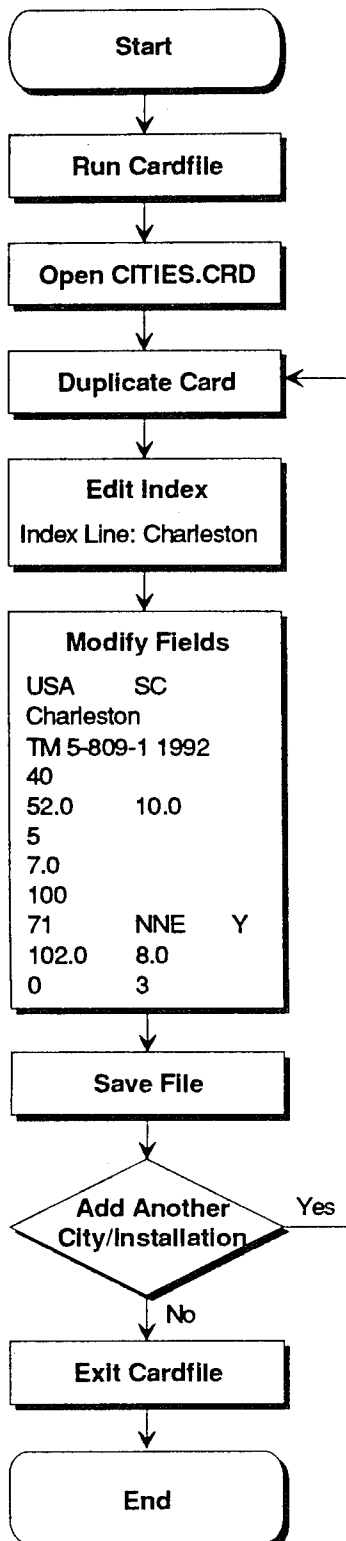 Start
Run Cardfile
Open CITIES.CRD
Duplicate Card
Edit Index
Index Line: Charleston
Modify Fields
USA SC
Charleston
TM 5-809-1 1992
40
52.0 10.0
5
7.0
100
71 NNE Y
102.0 8.0
0 3
Save File
Add Another
City/Installation
Yes
No
Exit Cardfile
End